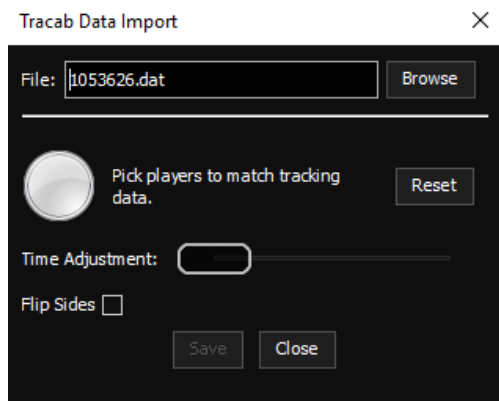 Tracab Data Import
File: 1053626.dat Browse
Pick players to match tracking
data.
Reset
Time Adjustment:
Flip Sides
Save Close